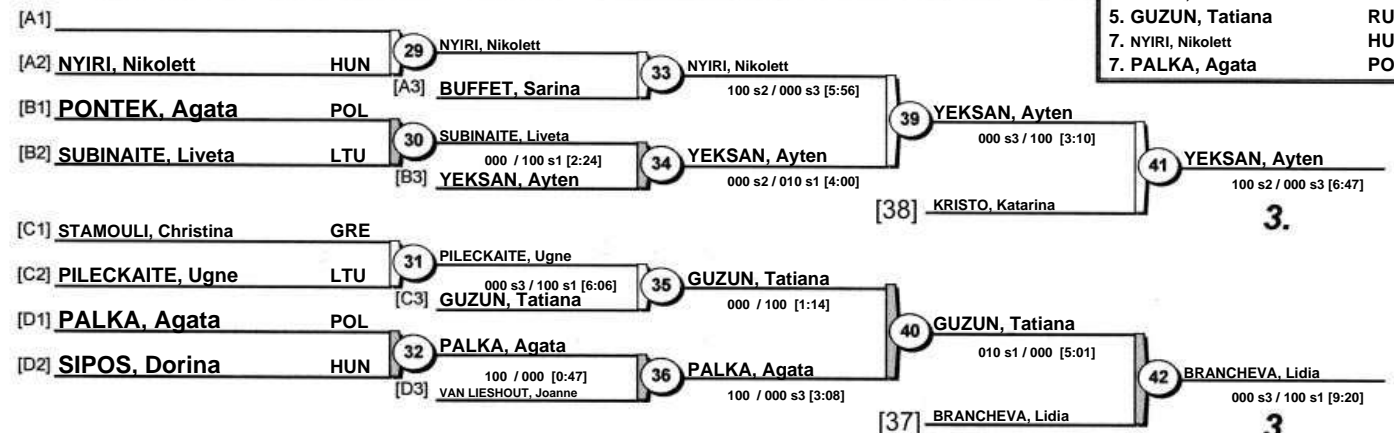 5. GUZUN, Tatiana RU
7. NYIRI, Nikolett HU
7. PALKA, Agata PO
[A1]
[A2] NYIRI, Nikolett HUN
29 NYIRI, Nikolett
[A3] BUFFET, Sarina
33 NYIRI, Nikolett
100 s2 / 000 s3 [5:56]
[B1] PONTEK, Agata POL
[B2] SUBINAITE, Liveta LTU
30 SUBINAITE, Liveta
000 / 100 s1 [2:24]
[B3] YEKSAN, Ayten
34 YEKSAN, Ayten
000 s2 / 010 s1 [4:00]
39 YEKSAN, Ayten
000 s3 / 100 [3:10]
[38] KRISTO, Katarina
41 YEKSAN, Ayten
100 s2 / 000 s3 [6:47]
3.
[C1] STAMOULI, Christina GRE
[C2] PILECKAITE, Ugne LTU
31 PILECKAITE, Ugne
000 s3 / 100 s1 [6:06]
[C3] GUZUN, Tatiana
35 GUZUN, Tatiana
000 / 100 [1:14]
[D1] PALKA, Agata POL
[D2] SIPOS, Dorina HUN
32 PALKA, Agata
100 / 000 [0:47]
[D3] VAN LIESHOUT, Joanne
36 PALKA, Agata
100 / 000 s3 [3:08]
40 GUZUN, Tatiana
010 s1 / 000 [5:01]
[37] BRANCHEVA, Lidia
42 BRANCHEVA, Lidia
000 s3 / 100 s1 [9:20]
3